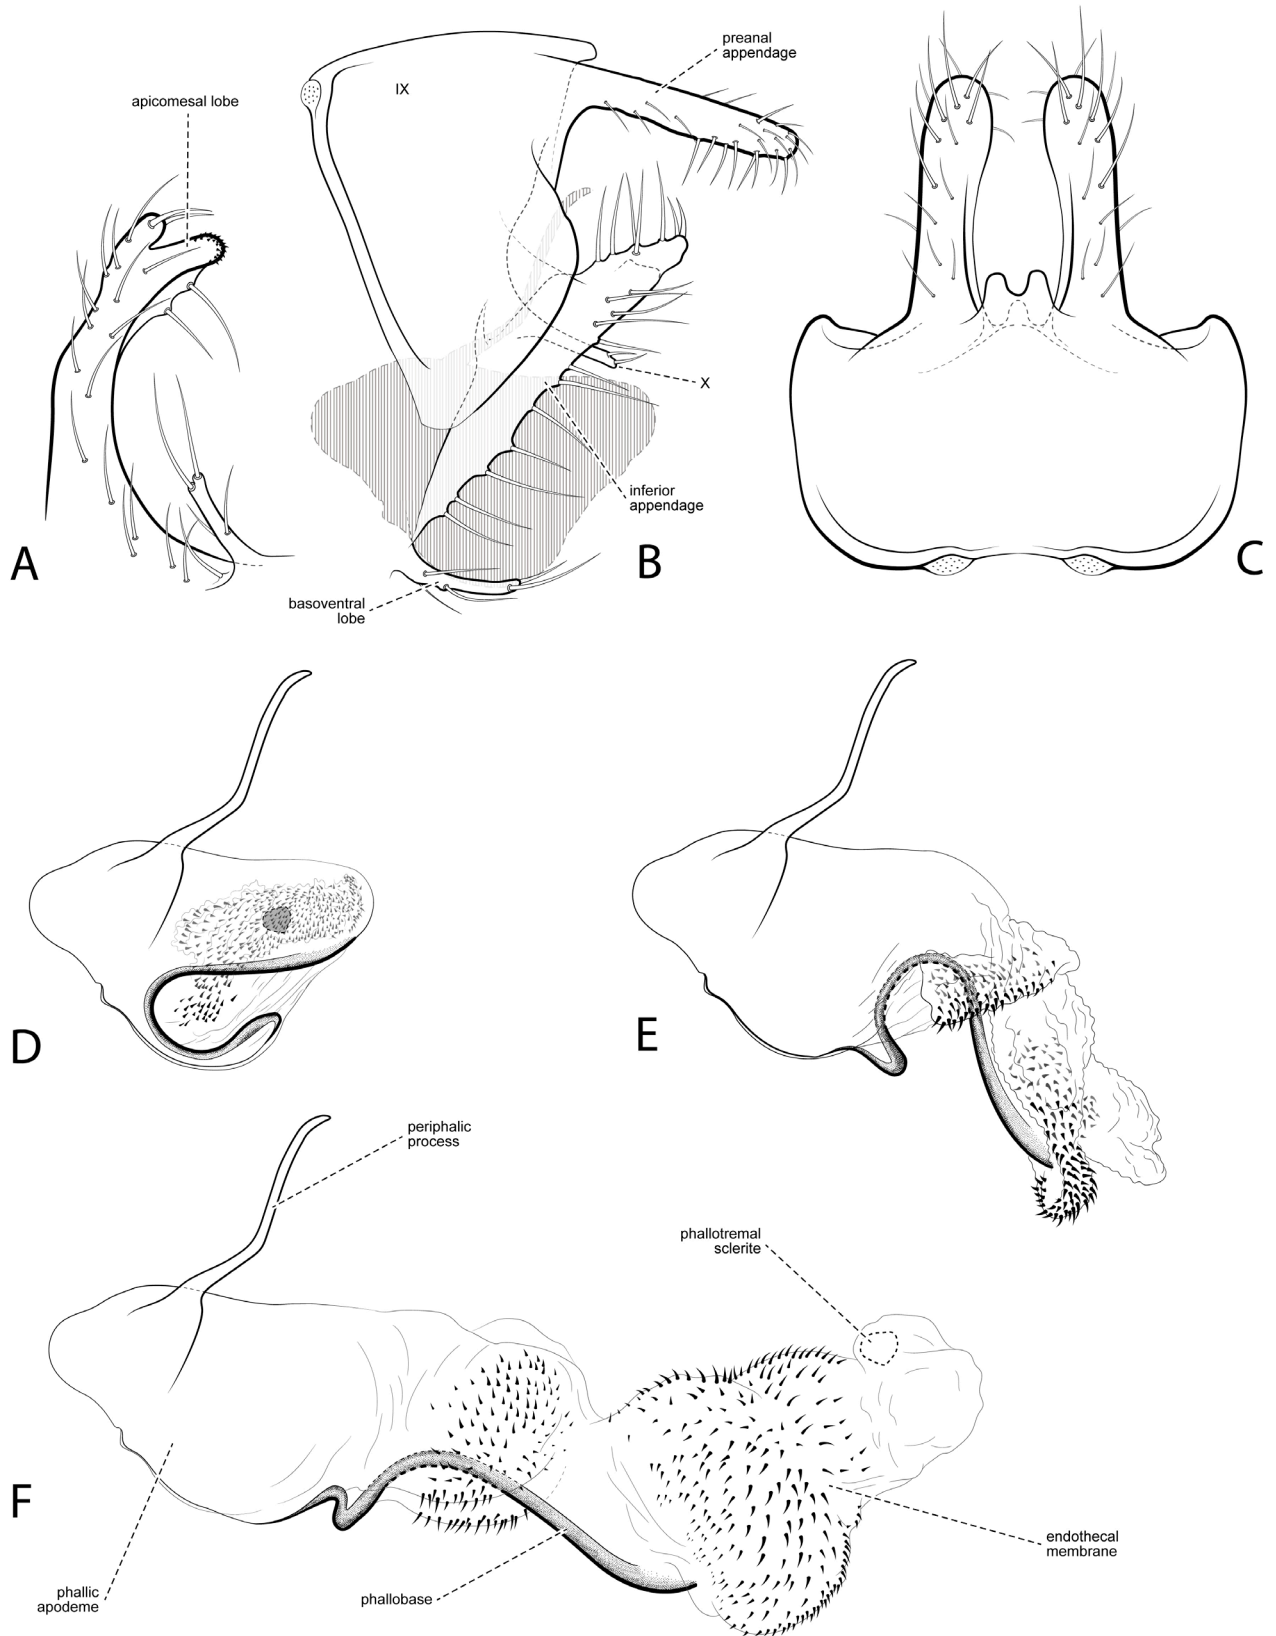 preanal
appendage
IX
apicomesal lobe
X
inferior
appendage
A
B
C
basoventral
lobe
D
E
periphalic
process
phallotremal
sclerite
F
endothecal
membrane
phallic
apodeme
phallobase